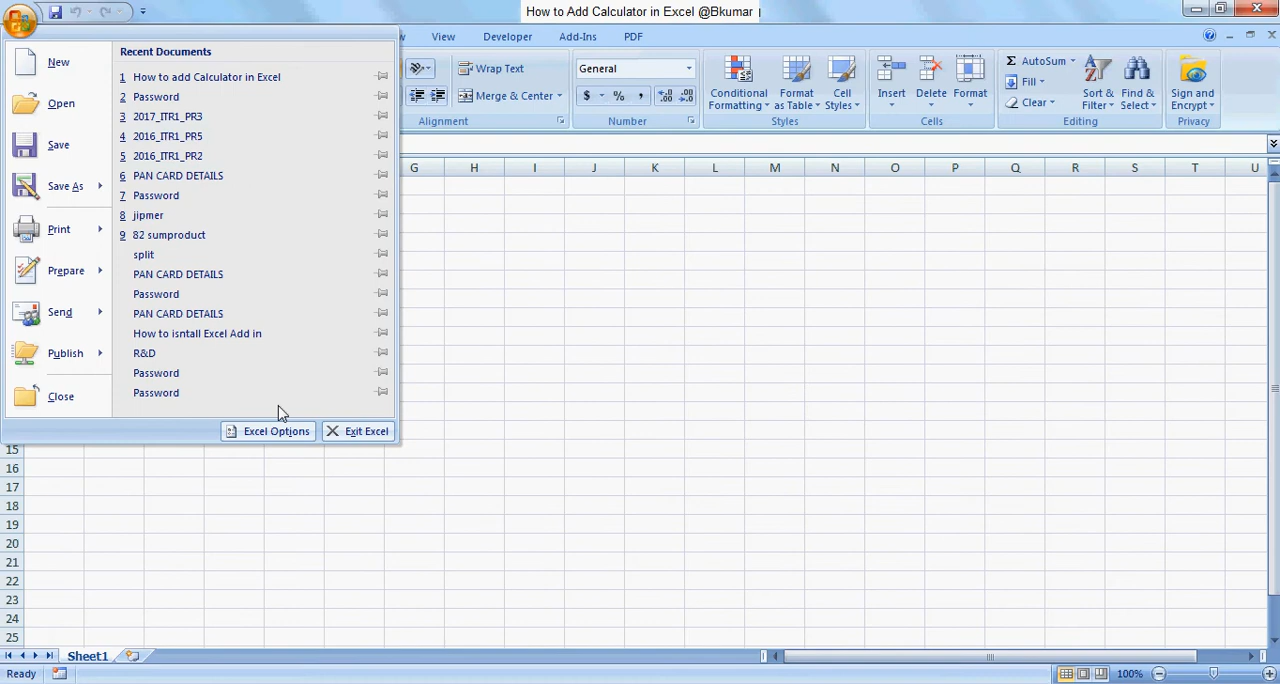 How to Add Calculator in Excel @Bkumar
View Developer Add-Ins PDF
Recent Documents
New
Open
Save
Save As
Print
Prepare
Send
Publish
Close
1 How to add Calculator in Excel
2 Password
3 2017_ITR1_PR3
4 2016_ITR1_PR5
5 2016_ITR1_PR2
6 PAN CARD DETAILS
7 Password
8 jipmer
9 82 sumproduct
split
PAN CARD DETAILS
Password
PAN CARD DETAILS
How to isntall Excel Add in
R&D
Password
Password
Excel Options
Exit Excel
Wrap Text
Merge & Center
Alignment
General
$ % ,
Number
Conditional
Formatting
Format
as Table
Cell
Styles
Styles
Insert
Delete
Format
Cells
Σ AutoSum
Fill
Clear
Sort &
Filter
Find &
Select
Editing
Sign and
Encrypt
Privacy
G H I J K L M N O P Q R S T U
15
16
17
18
19
20
21
22
23
24
25
Sheet1
Ready
100%